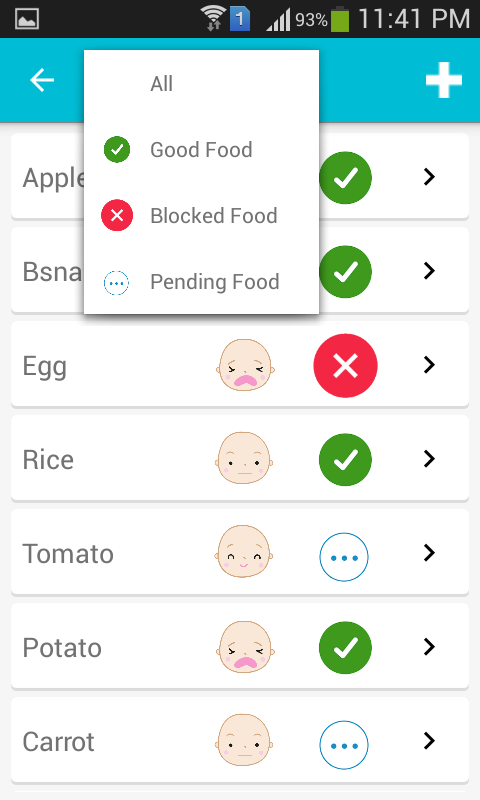 1 93% 11:41 PM
All
Good Food
Blocked Food
Pending Food
Apple
Bsna
Egg
Rice
Tomato
Potato
Carrot